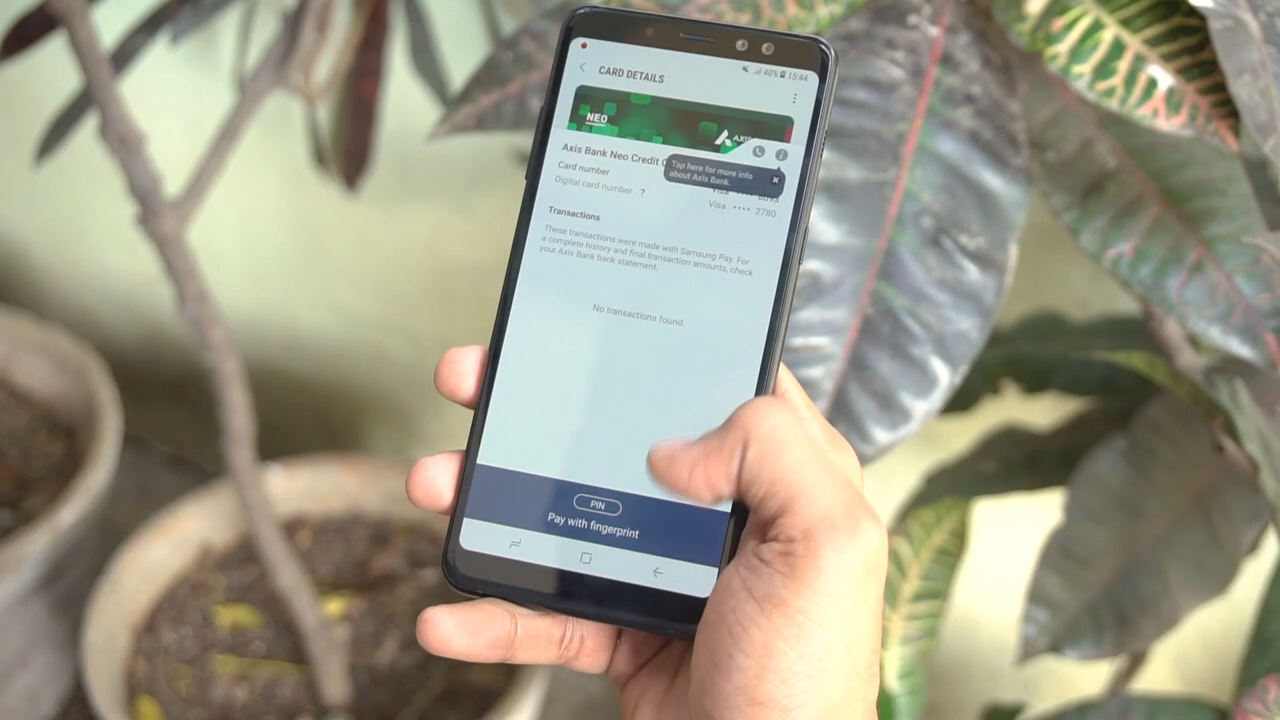 40% 15:44
CARD DETAILS
NEO
AXIS
Axis Bank Neo Credit
Tap here for more info
about Axis Bank.
Card number
Digital card number ?
Visa •••• 2780
Transactions
These transactions were made with Samsung Pay. For
a complete history and final transaction amounts, check
your Axis Bank bank statement.
No transactions found.
PIN
Pay with fingerprint